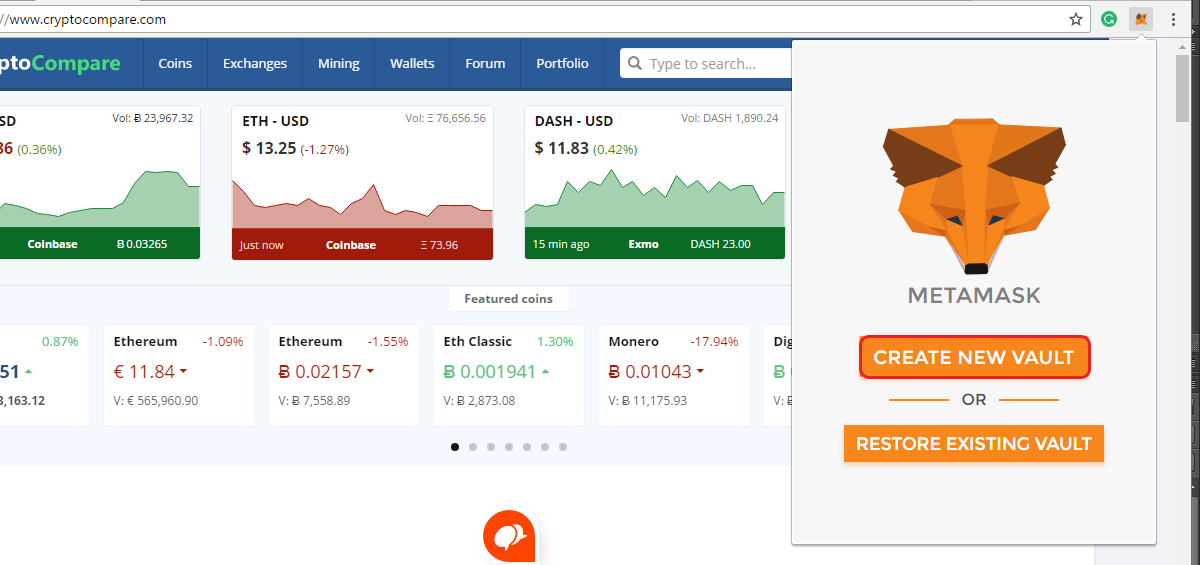 //www.cryptocompare.com
ptoCompare Coins Exchanges Mining Wallets Forum Portfolio Type to search...
SD Vol: Ƀ 23,967.32
36 (0.36%)
Coinbase Ƀ 0.03265
ETH - USD Vol: Ξ 76,656.56
$ 13.25 (-1.27%)
Just now Coinbase Ξ 73.96
DASH - USD Vol: DASH 1,890.24
$ 11.83 (0.42%)
15 min ago Exmo DASH 23.00
Featured coins
0.87%
51
3,163.12
Ethereum -1.09%
€ 11.84
V: € 565,960.90
Ethereum -1.55%
Ƀ 0.02157
V: Ƀ 7,558.89
Eth Classic 1.30%
Ƀ 0.001941
V: Ƀ 2,873.08
Monero -17.94%
Ƀ 0.01043
V: Ƀ 11,175.93
Dig
Ƀ
V: Ƀ
METAMASK
CREATE NEW VAULT
OR
RESTORE EXISTING VAULT